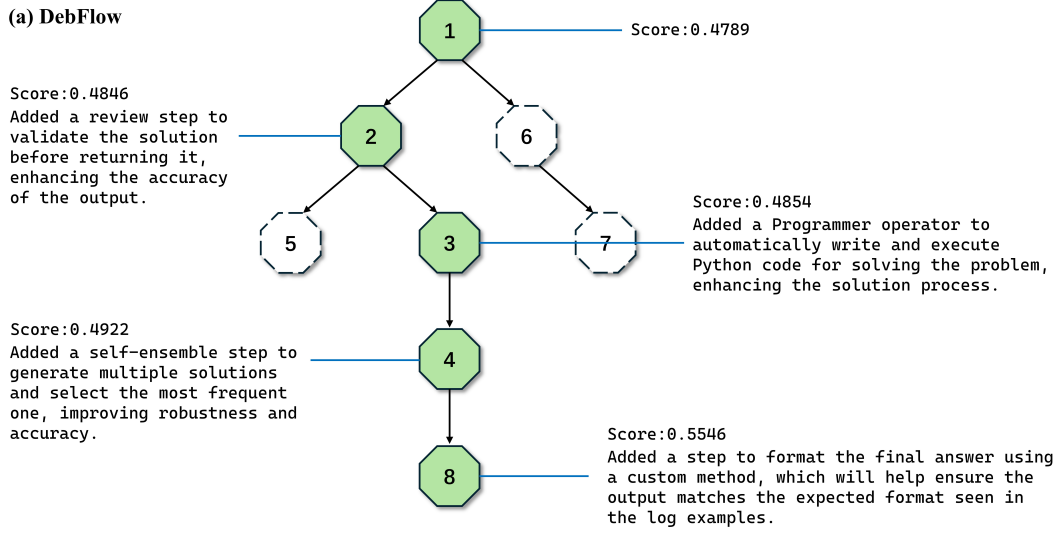 (a) DebFlow
1
Score:0.4789
Score:0.4846
Added a review step to
validate the solution
before returning it,
enhancing the accuracy
of the output.
2
6
5
3
7
Score:0.4854
Added a Programmer operator to
automatically write and execute
Python code for solving the problem,
enhancing the solution process.
Score:0.4922
Added a self-ensemble step to
generate multiple solutions
and select the most frequent
one, improving robustness and
accuracy.
4
8
Score:0.5546
Added a step to format the final answer using
a custom method, which will help ensure the
output matches the expected format seen in
the log examples.